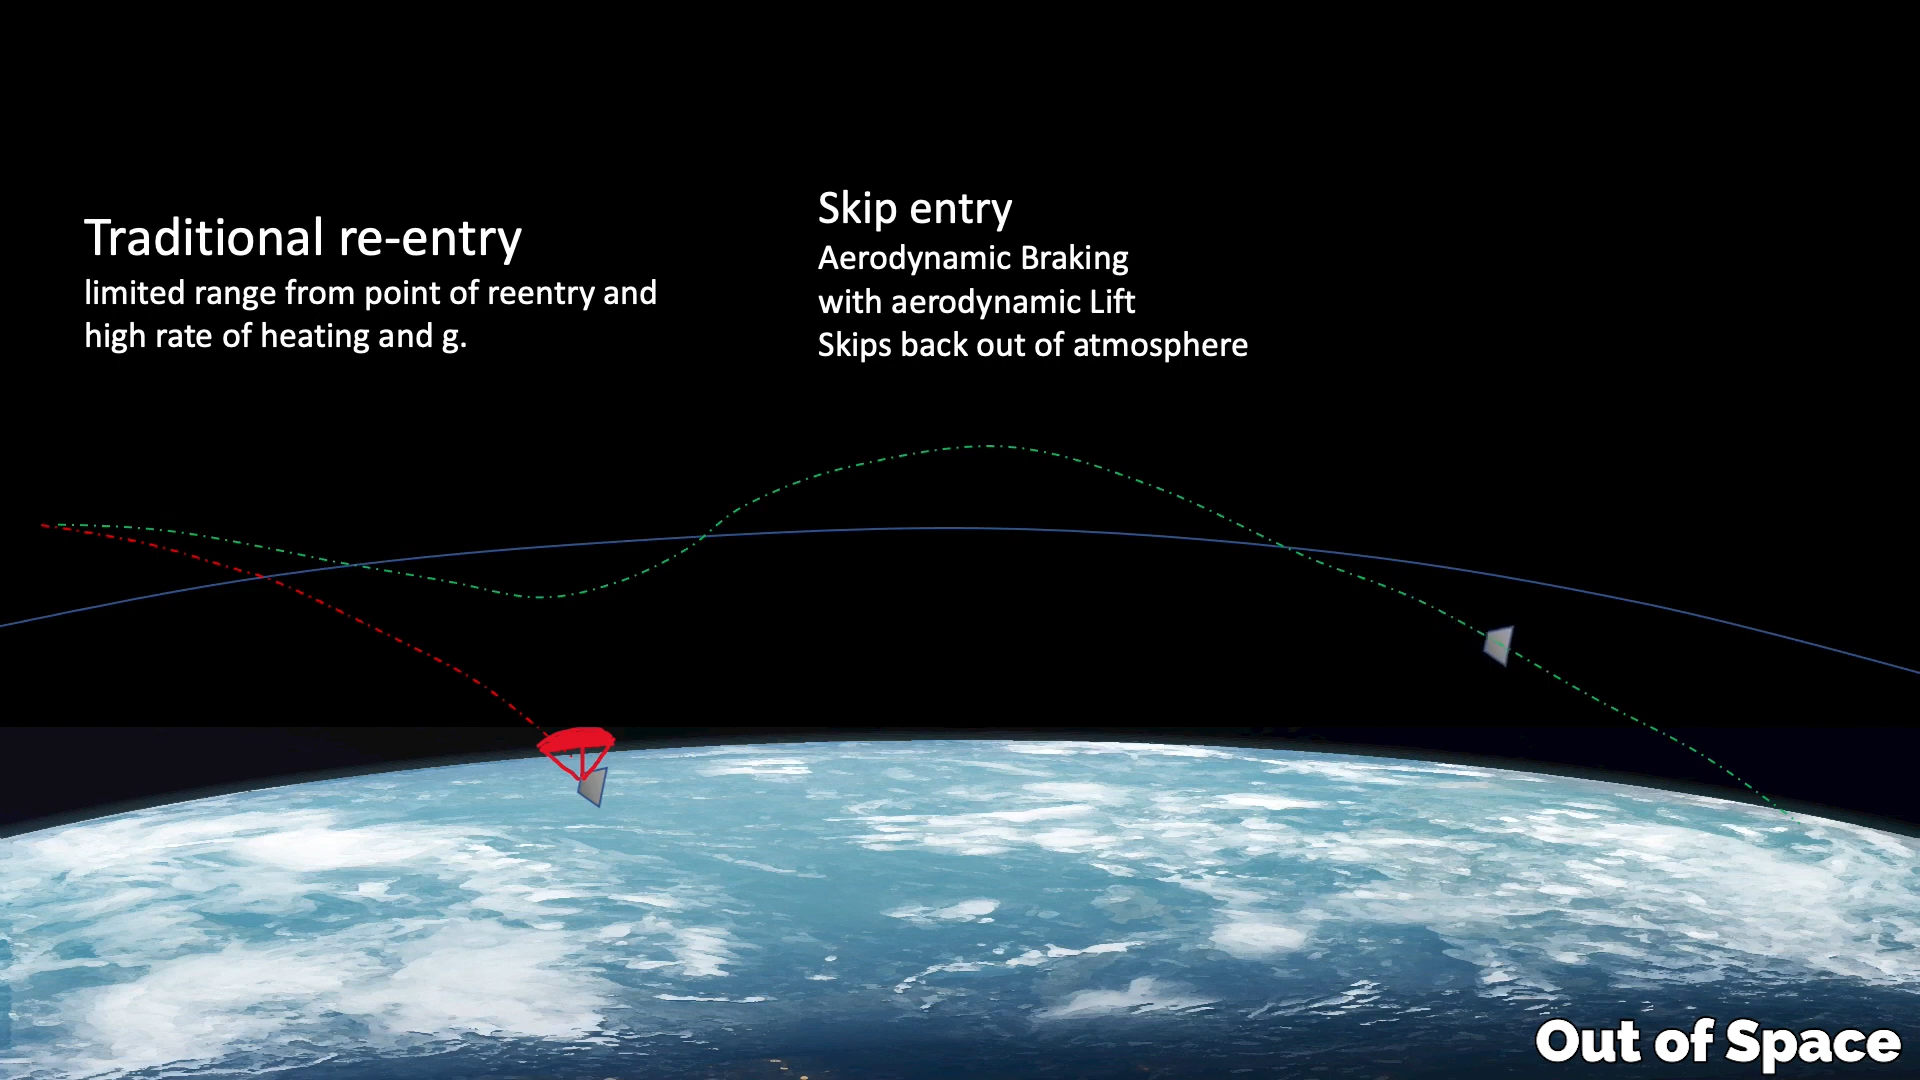 Traditional re-entry
limited range from point of reentry and
high rate of heating and g.
Skip entry
Aerodynamic Braking
with aerodynamic Lift
Skips back out of atmosphere
Out of Space